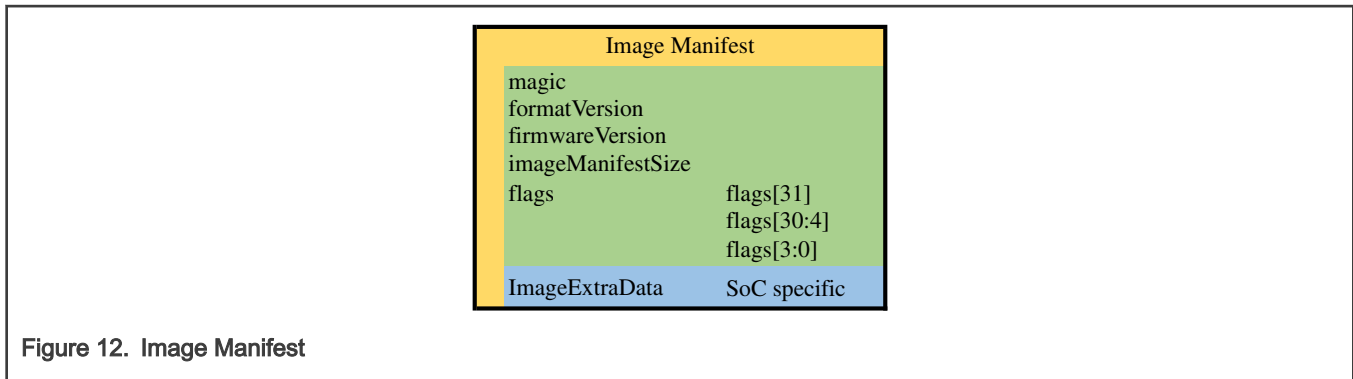 Image Manifest
magic
formatVersion
firmwareVersion
imageManifestSize
flags flags[31]
flags[30:4]
flags[3:0]
ImageExtraData SoC specific
Figure 12. Image Manifest